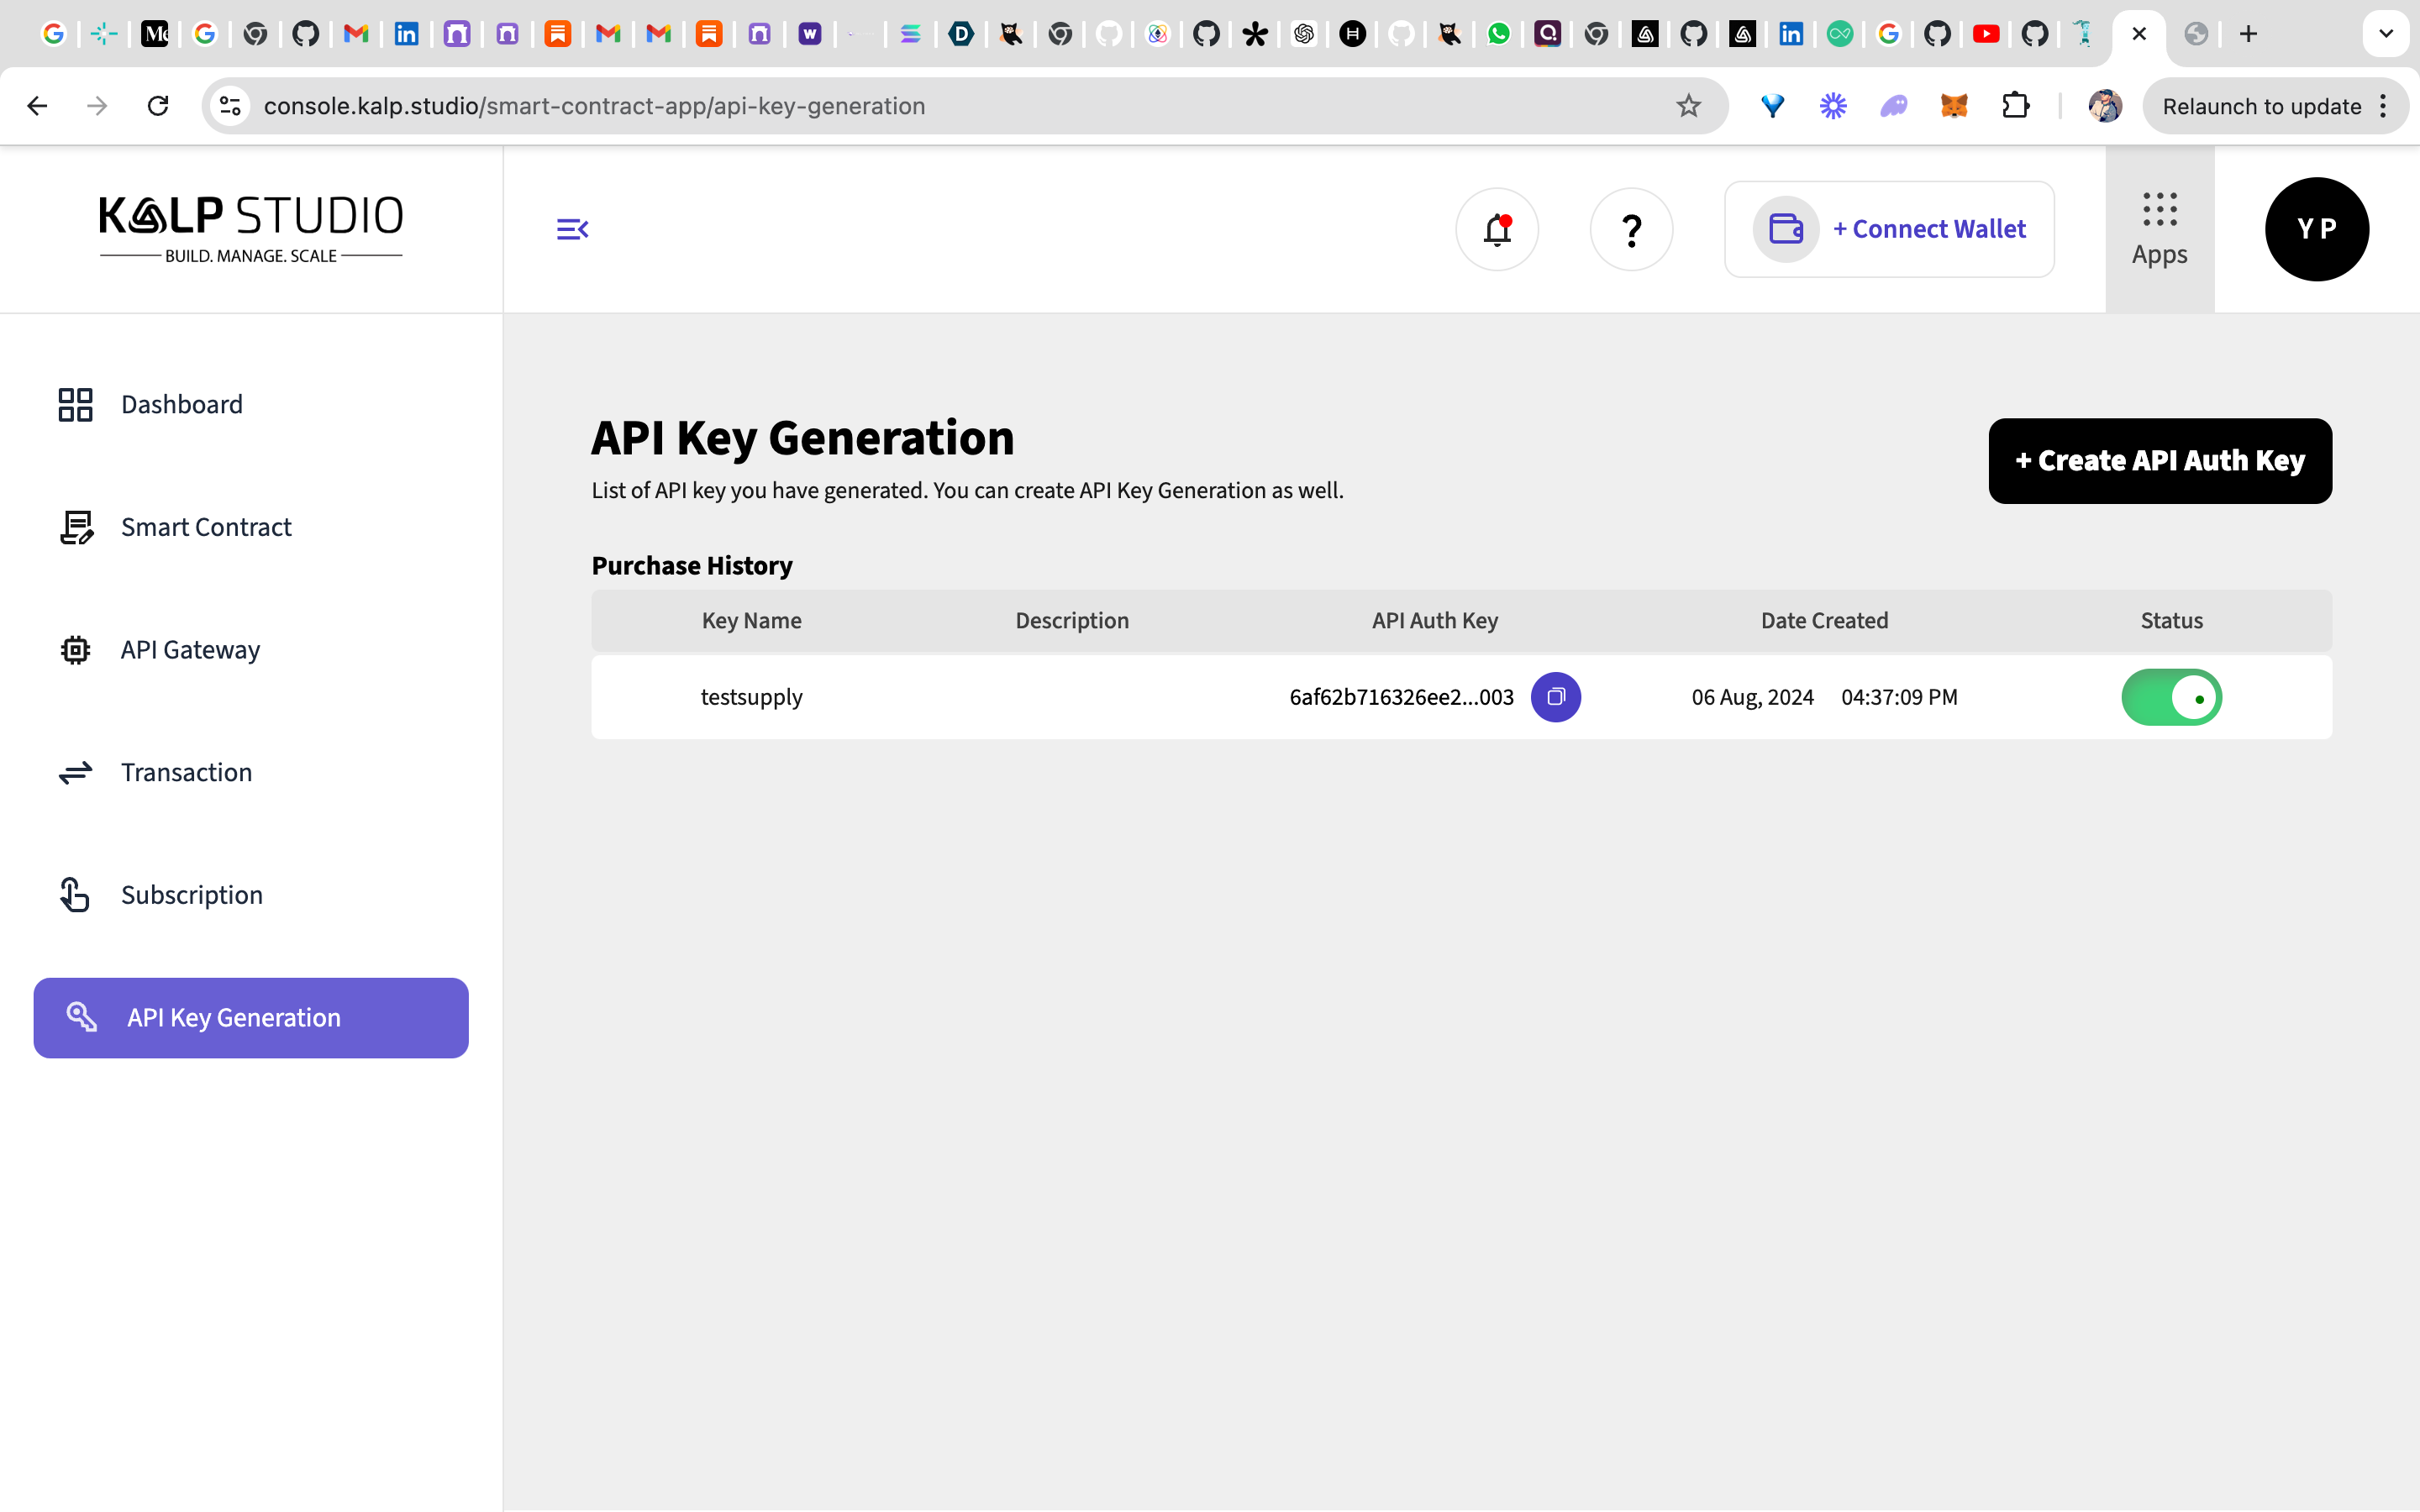 console.kalp.studio/smart-contract-app/api-key-generation
Relaunch to update
KALP STUDIO
BUILD. MANAGE. SCALE
?
+ Connect Wallet
Apps
Y P
Dashboard
Smart Contract
API Gateway
Transaction
Subscription
API Key Generation
API Key Generation
+ Create API Auth Key
List of API key you have generated. You can create API Key Generation as well.
Purchase History
Key Name Description API Auth Key Date Created Status
testsupply 6af62b716326ee2...003 06 Aug, 2024 04:37:09 PM